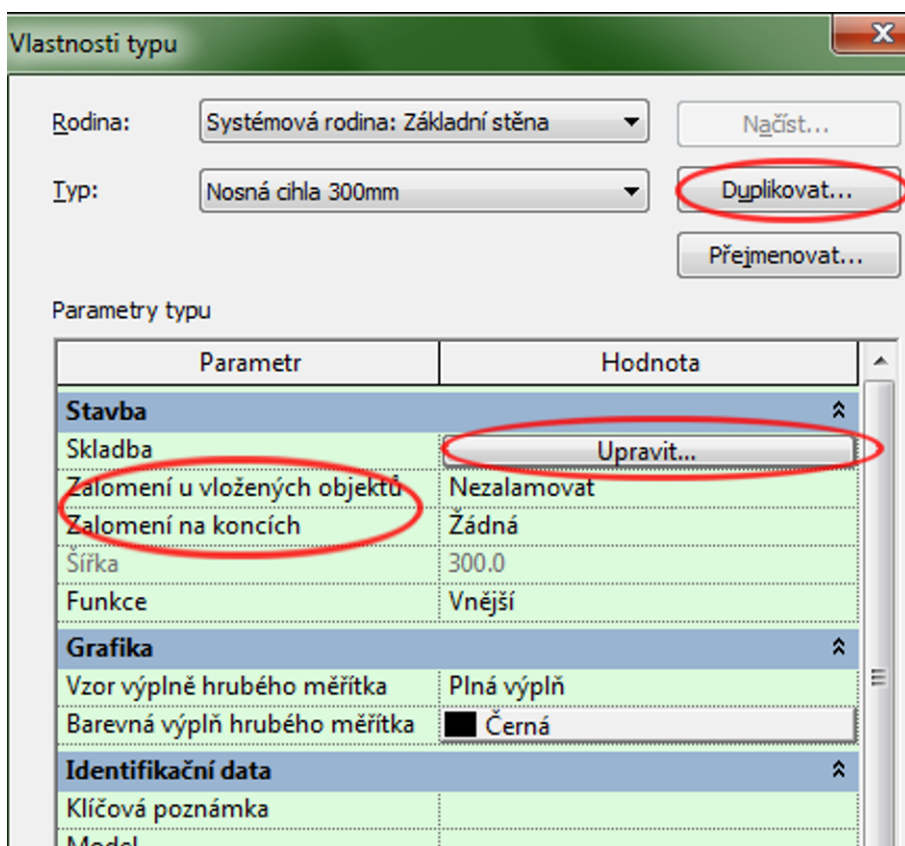 Vlastnosti typu
Rodina: Systémová rodina: Základní stěna Načíst...
Typ: Nosná cihla 300mm Duplikovat...
Přejmenovat...
Parametry typu
Parametr Hodnota
Stavba
Skladba Upravit...
Zalomení u vložených objektů Nezalamovat
Zalomení na koncích Žádná
Šířka 300.0
Funkce Vnější
Grafika
Vzor výplně hrubého měřítka Plná výplň
Barevná výplň hrubého měřítka Černá
Identifikační data
Klíčová poznámka
Model